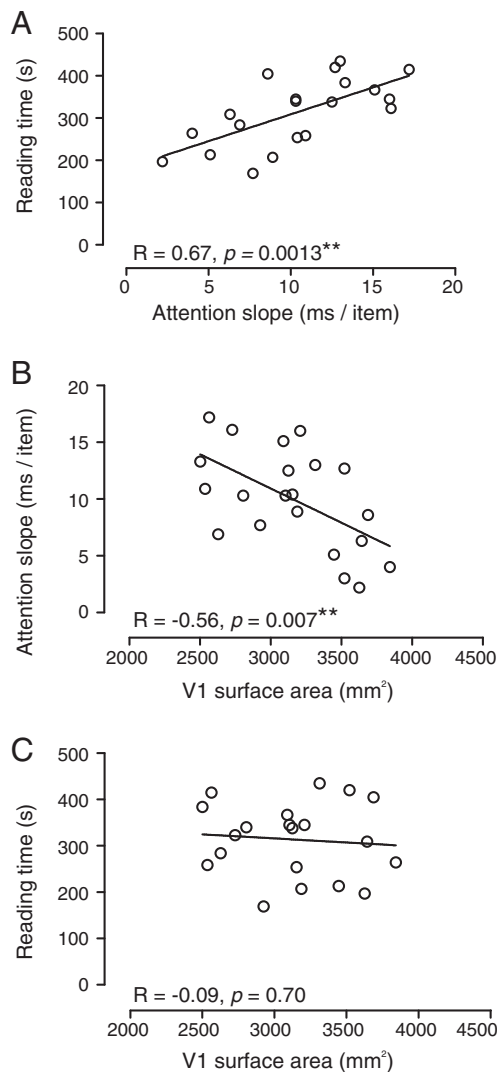 A
Reading time (s)
500
400
300
200
100
0
R = 0.67, p = 0.0013**
0 5 10 15 20
Attention slope (ms / item)
B
Attention slope (ms / item)
20
15
10
5
0
R = -0.56, p = 0.007**
2000 2500 3000 3500 4000 4500
V1 surface area (mm²)
C
Reading time (s)
500
400
300
200
100
0
R = -0.09, p = 0.70
2000 2500 3000 3500 4000 4500
V1 surface area (mm²)